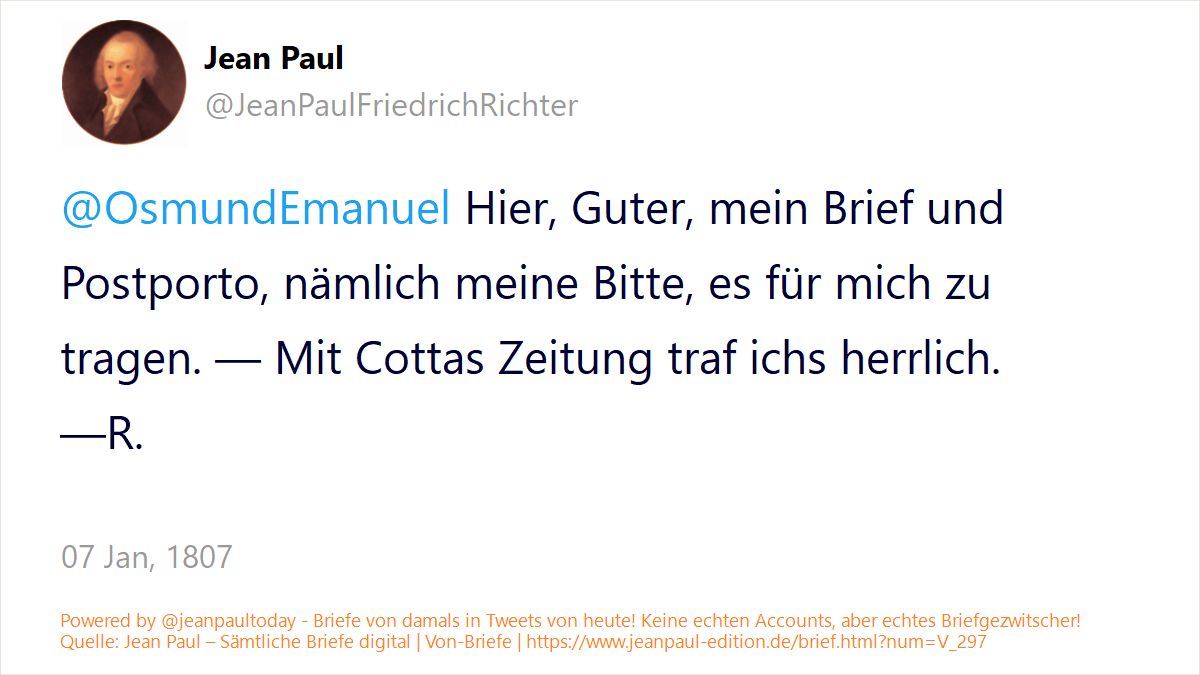 Jean Paul
@JeanPaulFriedrichRichter
@OsmundEmanuel Hier, Guter, mein Brief und
Postporto, nämlich meine Bitte, es für mich zu
tragen. — Mit Cottas Zeitung traf ichs herrlich.
—R.
07 Jan, 1807
Powered by @jeanpaultoday - Briefe von damals in Tweets von heute! Keine echten Accounts, aber echtes Briefgezwitscher!
Quelle: Jean Paul – Sämtliche Briefe digital | Von-Briefe | https://www.jeanpaul-edition.de/brief.html?num=V_297